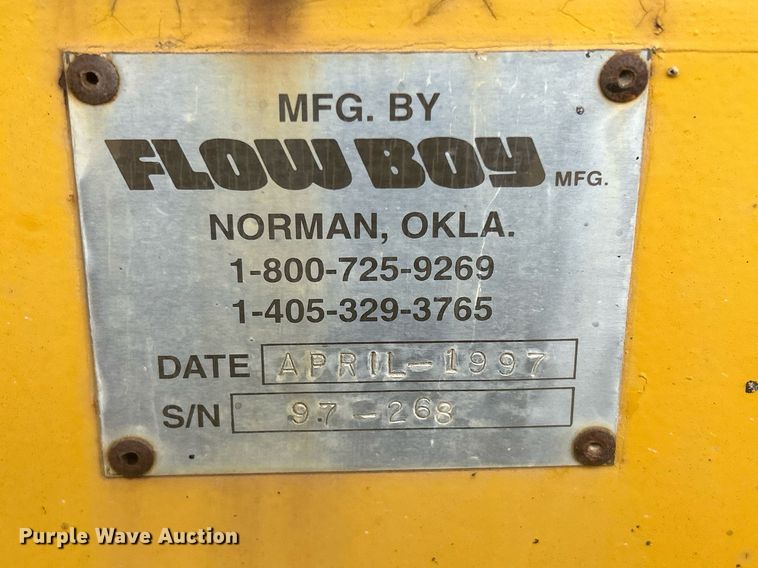 MFG. BY
FLOW BOY MFG.
NORMAN, OKLA.
1-800-725-9269
1-405-329-3765
DATE APRIL-1997
S/N 97-268
Purple Wave Auction